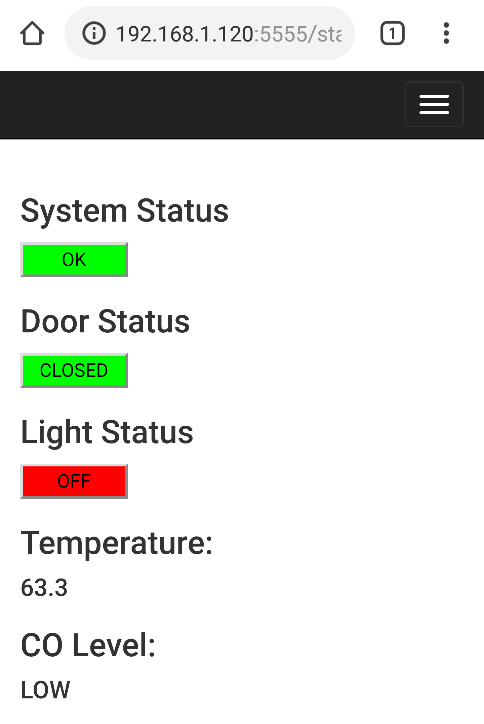 192.168.1.120:5555/sta
1
System Status
OK
Door Status
CLOSED
Light Status
OFF
Temperature:
63.3
CO Level:
LOW